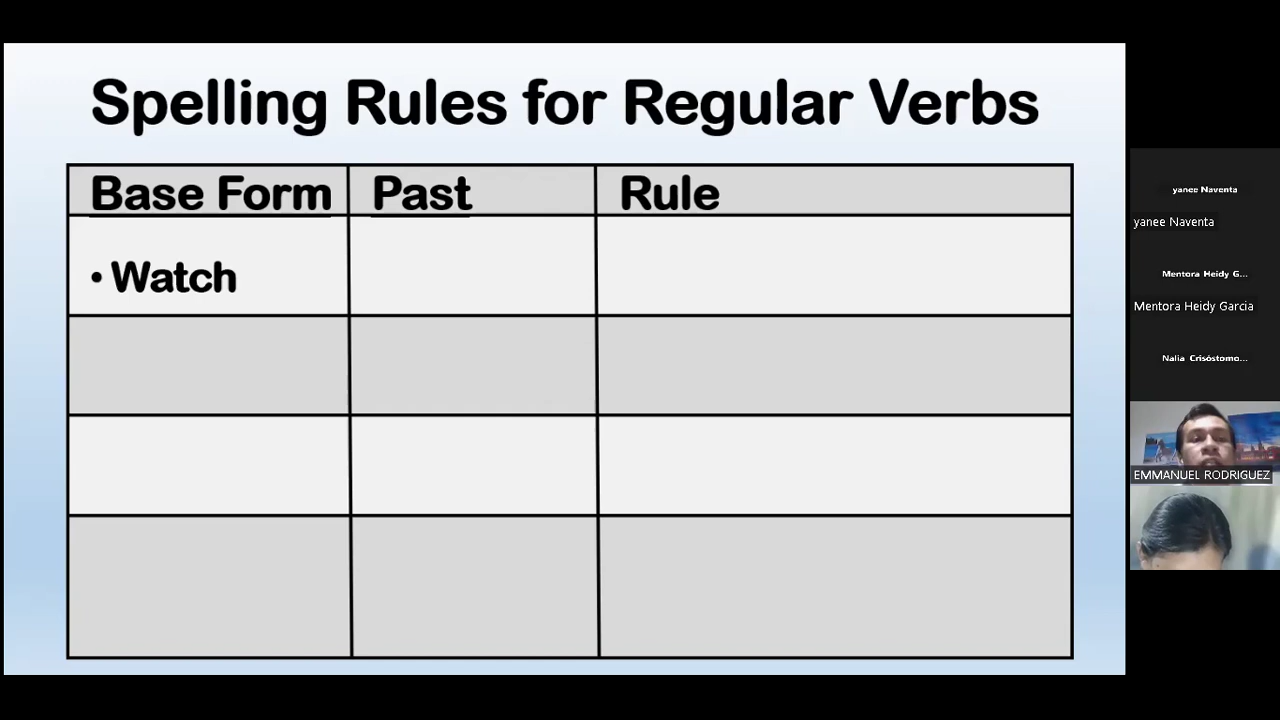 Spelling Rules for Regular Verbs
Base Form Past Rule
• Watch
yanee Naventa
yanee Naventa
Mentora Heidy G...
Mentora Heidy Garcia
Nalia Crisóstomo...
EMMANUEL RODRIGUEZ